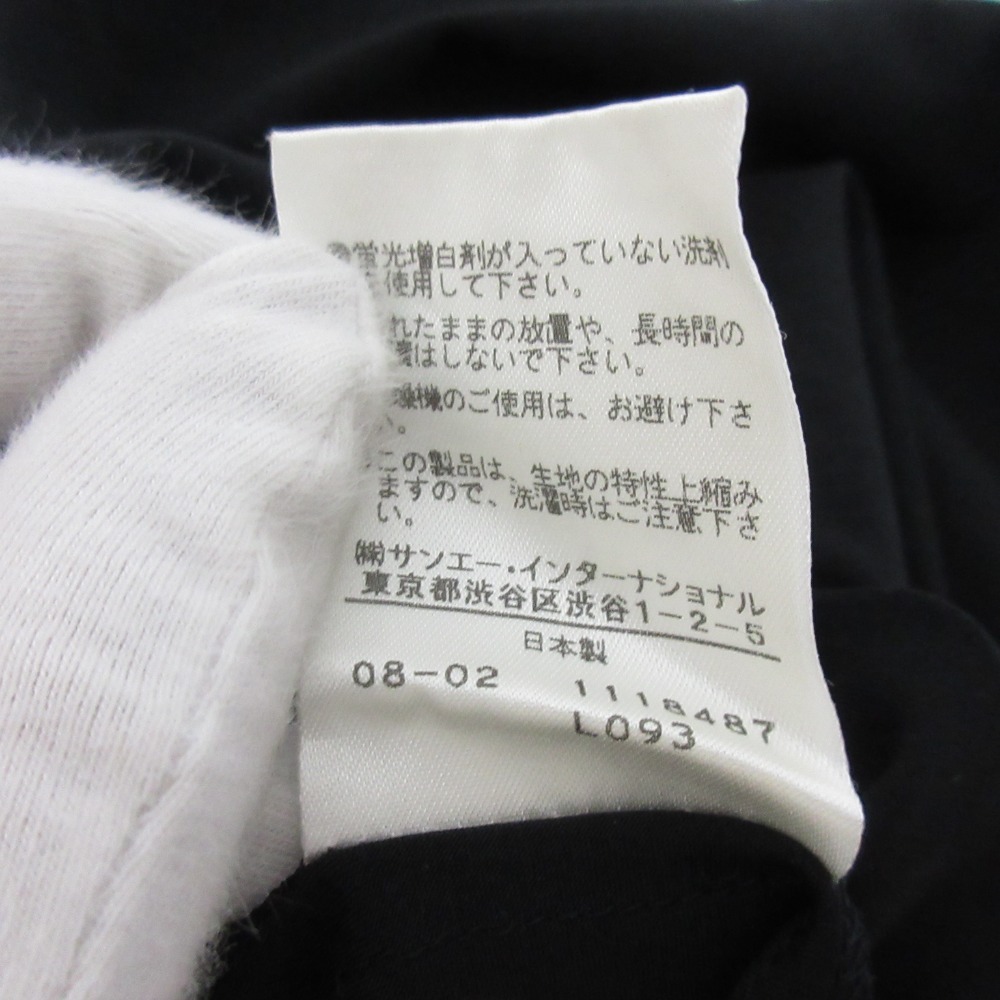 蛍光増白剤が入っていない洗剤
使用して下さい。
れたままの放置や、長時間の
はしないで下さい。
燥機のご使用は、お避け下さ
い。
この製品は、生地の特性上縮み
ますので、洗濯時はご注意下さ
い。
㈱サンエー・インターナショナル
東京都渋谷区渋谷1-2-5
日本製
08-02
1118487
L093